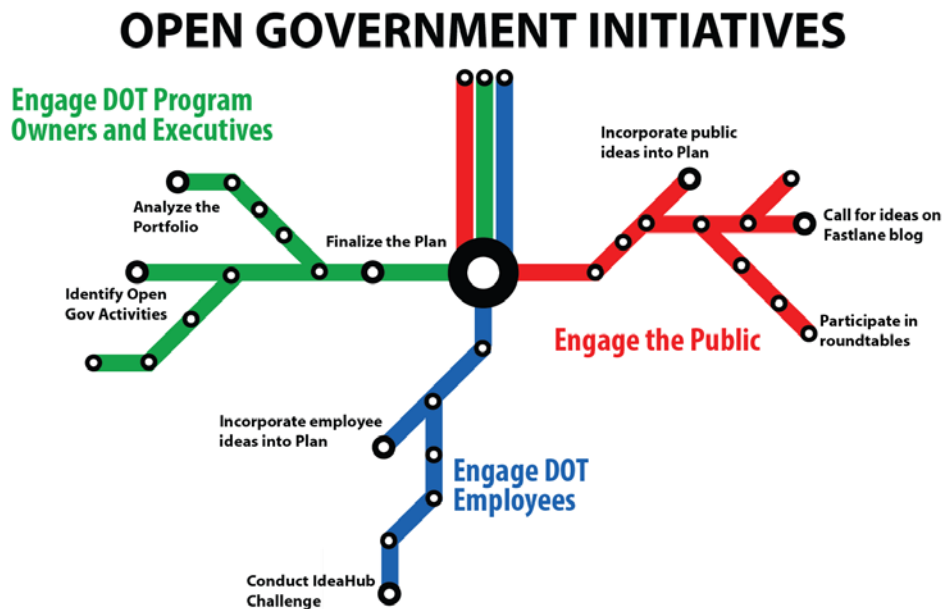 OPEN GOVERNMENT INITIATIVES
Engage DOT Program
Owners and Executives
Analyze the
Portfolio
Finalize the Plan
Identify Open
Gov Activities
Incorporate public
ideas into Plan
Call for ideas on
Fastlane blog
Engage the Public
Participate in
roundtables
Incorporate employee
ideas into Plan
Engage DOT
Employees
Conduct IdeaHub
Challenge